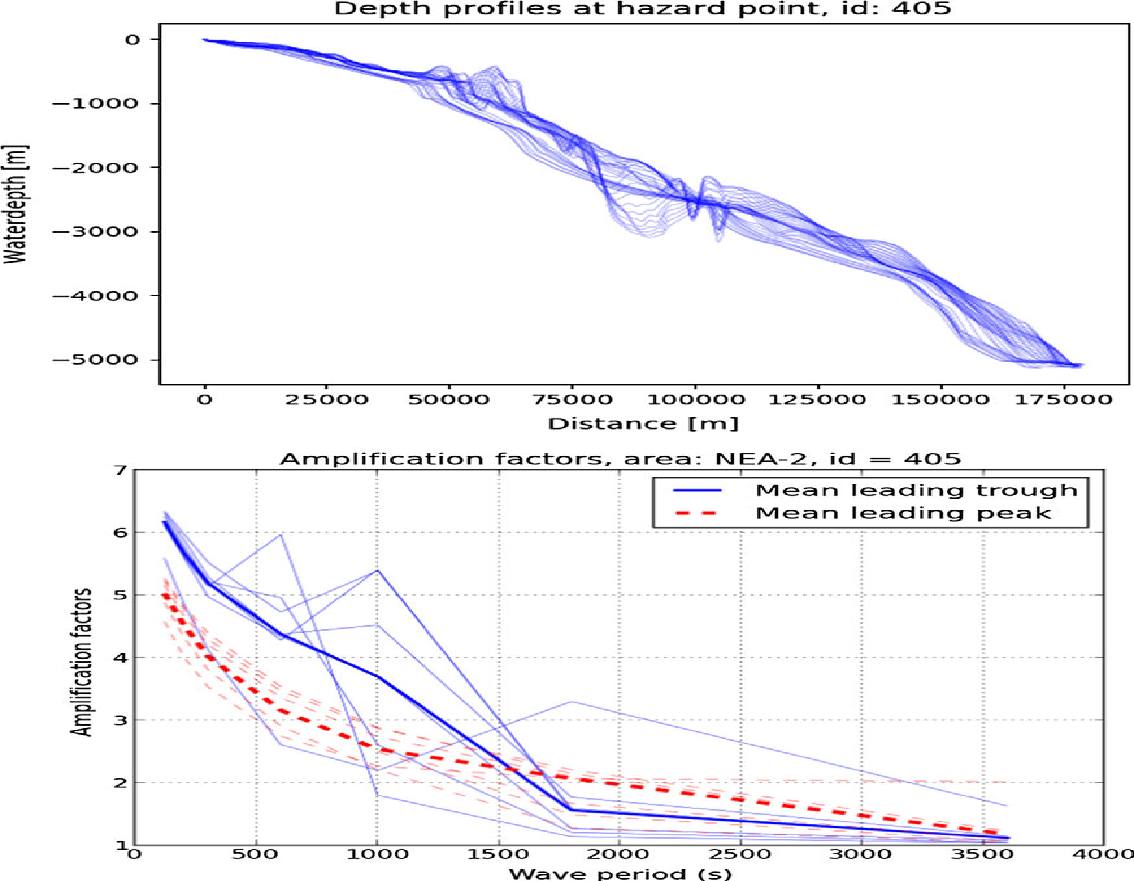 Depth profiles at hazard point, id: 405
Waterdepth [m]
0
−1000
−2000
−3000
−4000
−5000
0 25000 50000 75000 100000 125000 150000 175000
Distance [m]
Amplification factors, area: NEA-2, id = 405
Mean leading trough
Mean leading peak
Amplification factors
7
6
5
4
3
2
1
0 500 1000 1500 2000 2500 3000 3500 4000
Wave period (s)